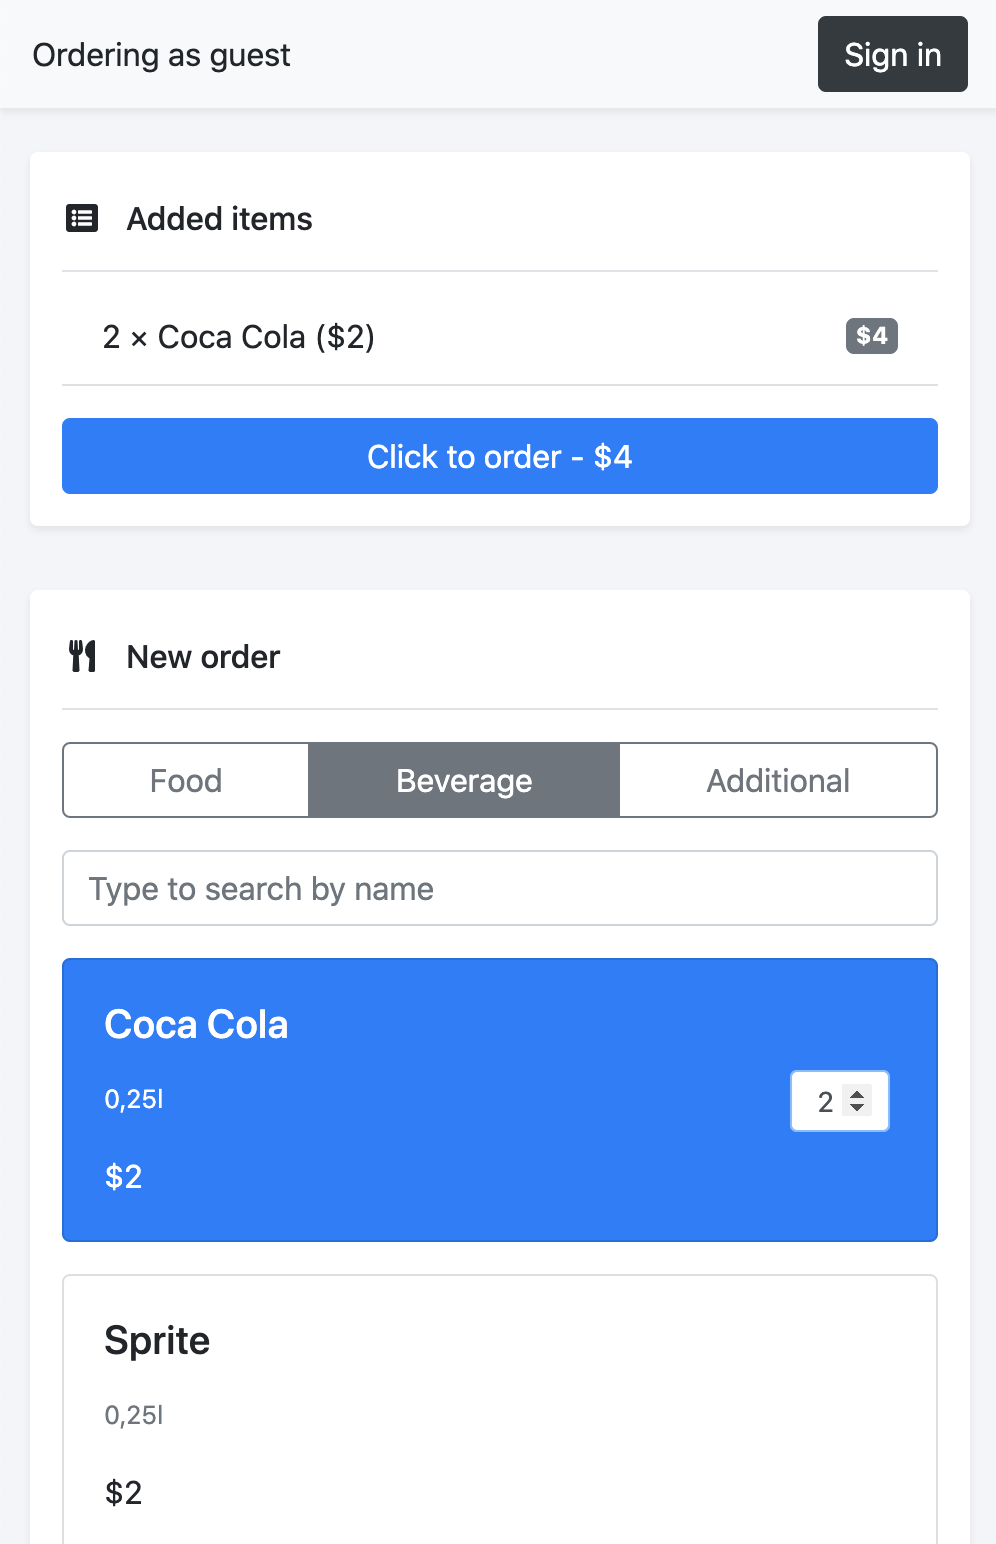 Ordering as guest
Sign in
Added items
2 × Coca Cola ($2)
$4
Click to order - $4
New order
Food
Beverage
Additional
Type to search by name
Coca Cola
0,25l
2
$2
Sprite
0,25l
$2